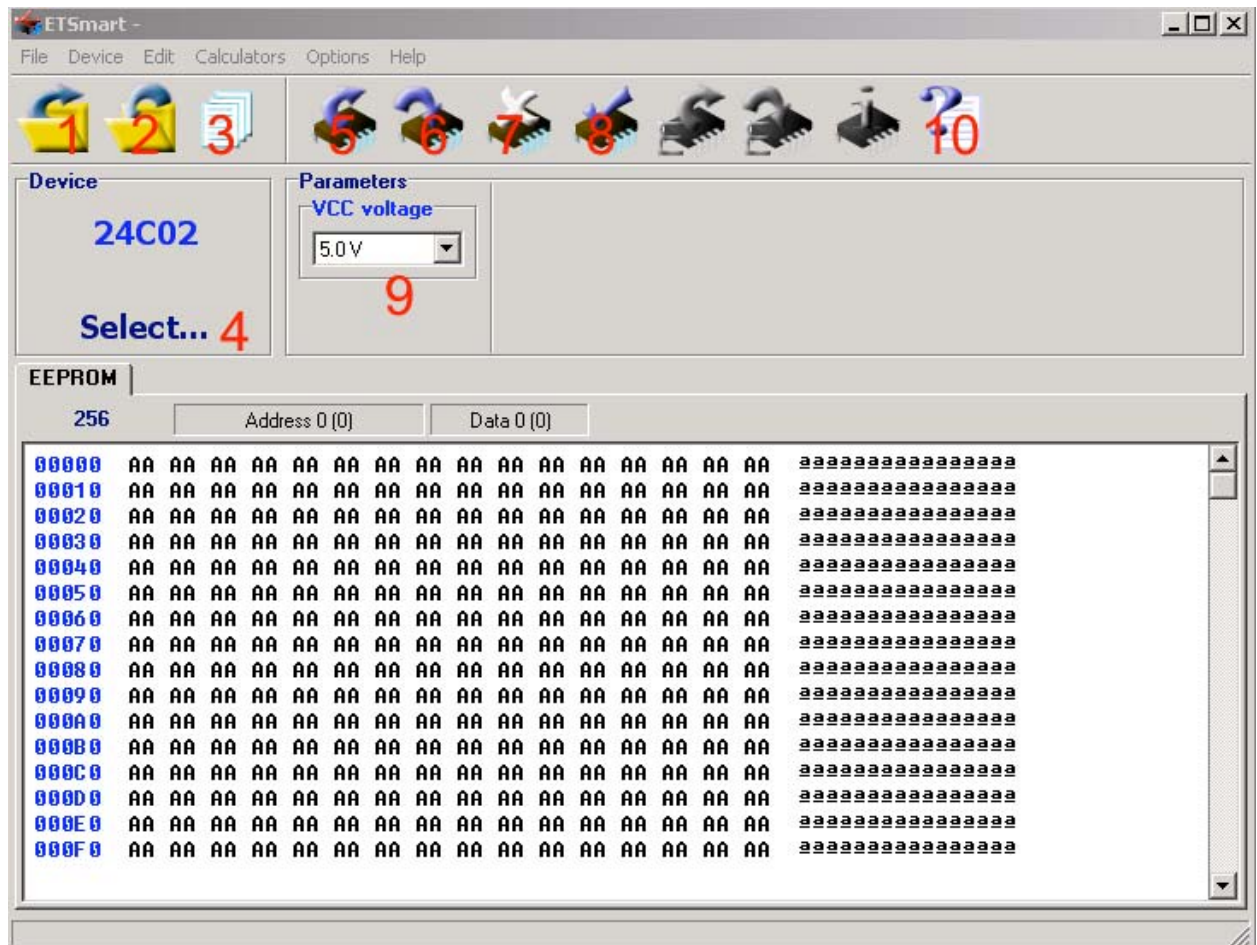 ETSmart -
File Device Edit Calculators Options Help
1 2 3 5 6 7 8 10
Device
24C02
Select... 4
Parameters
VCC voltage
5.0 V
9
EEPROM
256 Address 0 (0) Data 0 (0)
00000 AA AA AA AA AA AA AA AA AA AA AA AA AA AA AA AA ªªªªªªªªªªªªªªªª
00010 AA AA AA AA AA AA AA AA AA AA AA AA AA AA AA AA ªªªªªªªªªªªªªªªª
00020 AA AA AA AA AA AA AA AA AA AA AA AA AA AA AA AA ªªªªªªªªªªªªªªªª
00030 AA AA AA AA AA AA AA AA AA AA AA AA AA AA AA AA ªªªªªªªªªªªªªªªª
00040 AA AA AA AA AA AA AA AA AA AA AA AA AA AA AA AA ªªªªªªªªªªªªªªªª
00050 AA AA AA AA AA AA AA AA AA AA AA AA AA AA AA AA ªªªªªªªªªªªªªªªª
00060 AA AA AA AA AA AA AA AA AA AA AA AA AA AA AA AA ªªªªªªªªªªªªªªªª
00070 AA AA AA AA AA AA AA AA AA AA AA AA AA AA AA AA ªªªªªªªªªªªªªªªª
00080 AA AA AA AA AA AA AA AA AA AA AA AA AA AA AA AA ªªªªªªªªªªªªªªªª
00090 AA AA AA AA AA AA AA AA AA AA AA AA AA AA AA AA ªªªªªªªªªªªªªªªª
000A0 AA AA AA AA AA AA AA AA AA AA AA AA AA AA AA AA ªªªªªªªªªªªªªªªª
000B0 AA AA AA AA AA AA AA AA AA AA AA AA AA AA AA AA ªªªªªªªªªªªªªªªª
000C0 AA AA AA AA AA AA AA AA AA AA AA AA AA AA AA AA ªªªªªªªªªªªªªªªª
000D0 AA AA AA AA AA AA AA AA AA AA AA AA AA AA AA AA ªªªªªªªªªªªªªªªª
000E0 AA AA AA AA AA AA AA AA AA AA AA AA AA AA AA AA ªªªªªªªªªªªªªªªª
000F0 AA AA AA AA AA AA AA AA AA AA AA AA AA AA AA AA ªªªªªªªªªªªªªªªª